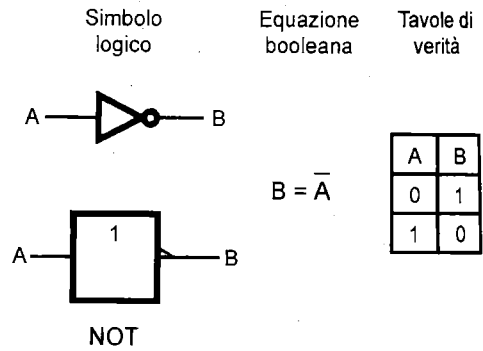 Simbolo
logico
Equazione
booleana
Tavole di
verità
A B
B = A̅
A B
0 1
1 0
1
A B
NOT